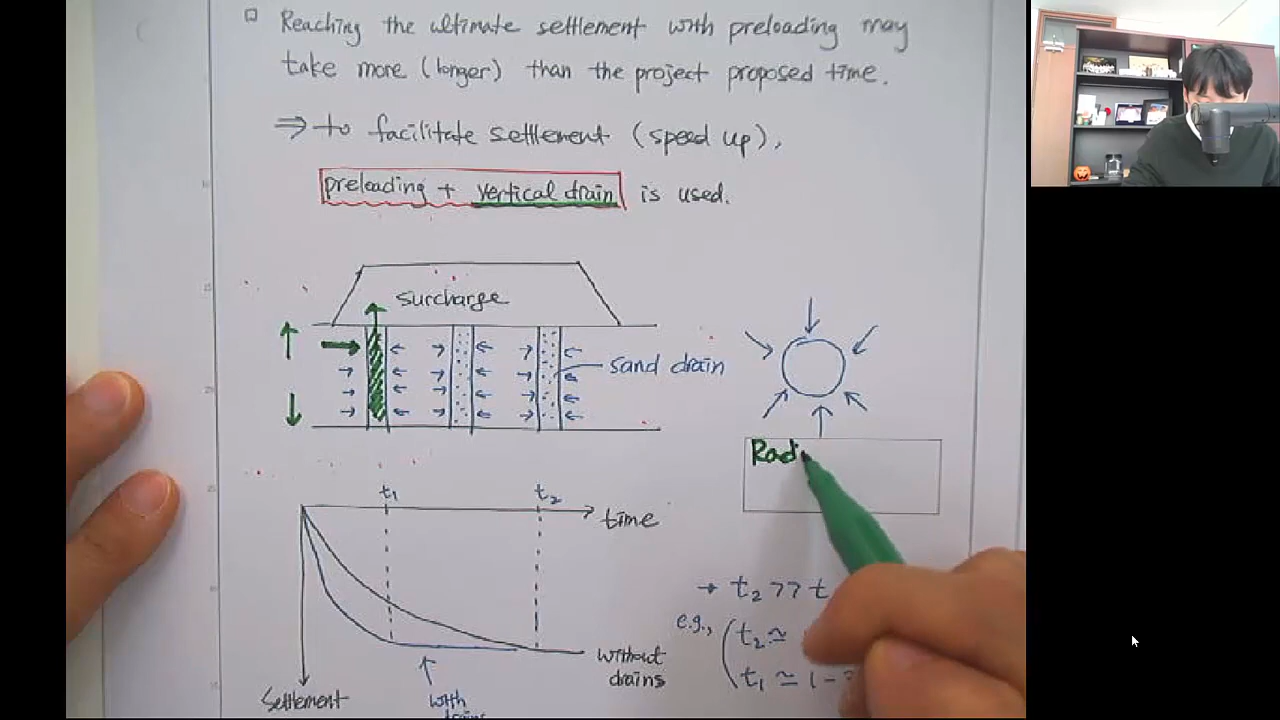 Reaching the ultimate settlement with preloading may
take more (longer) than the project proposed time.
⇒ to facilitate settlement (speed up),
preloading + vertical drain is used.
surcharge
sand drain
Rad
t1
t2
time
→ t2 >> t
e.g., (t2 ≃
t1 ≃ 1 -
without
drains
with
drains
Settlement